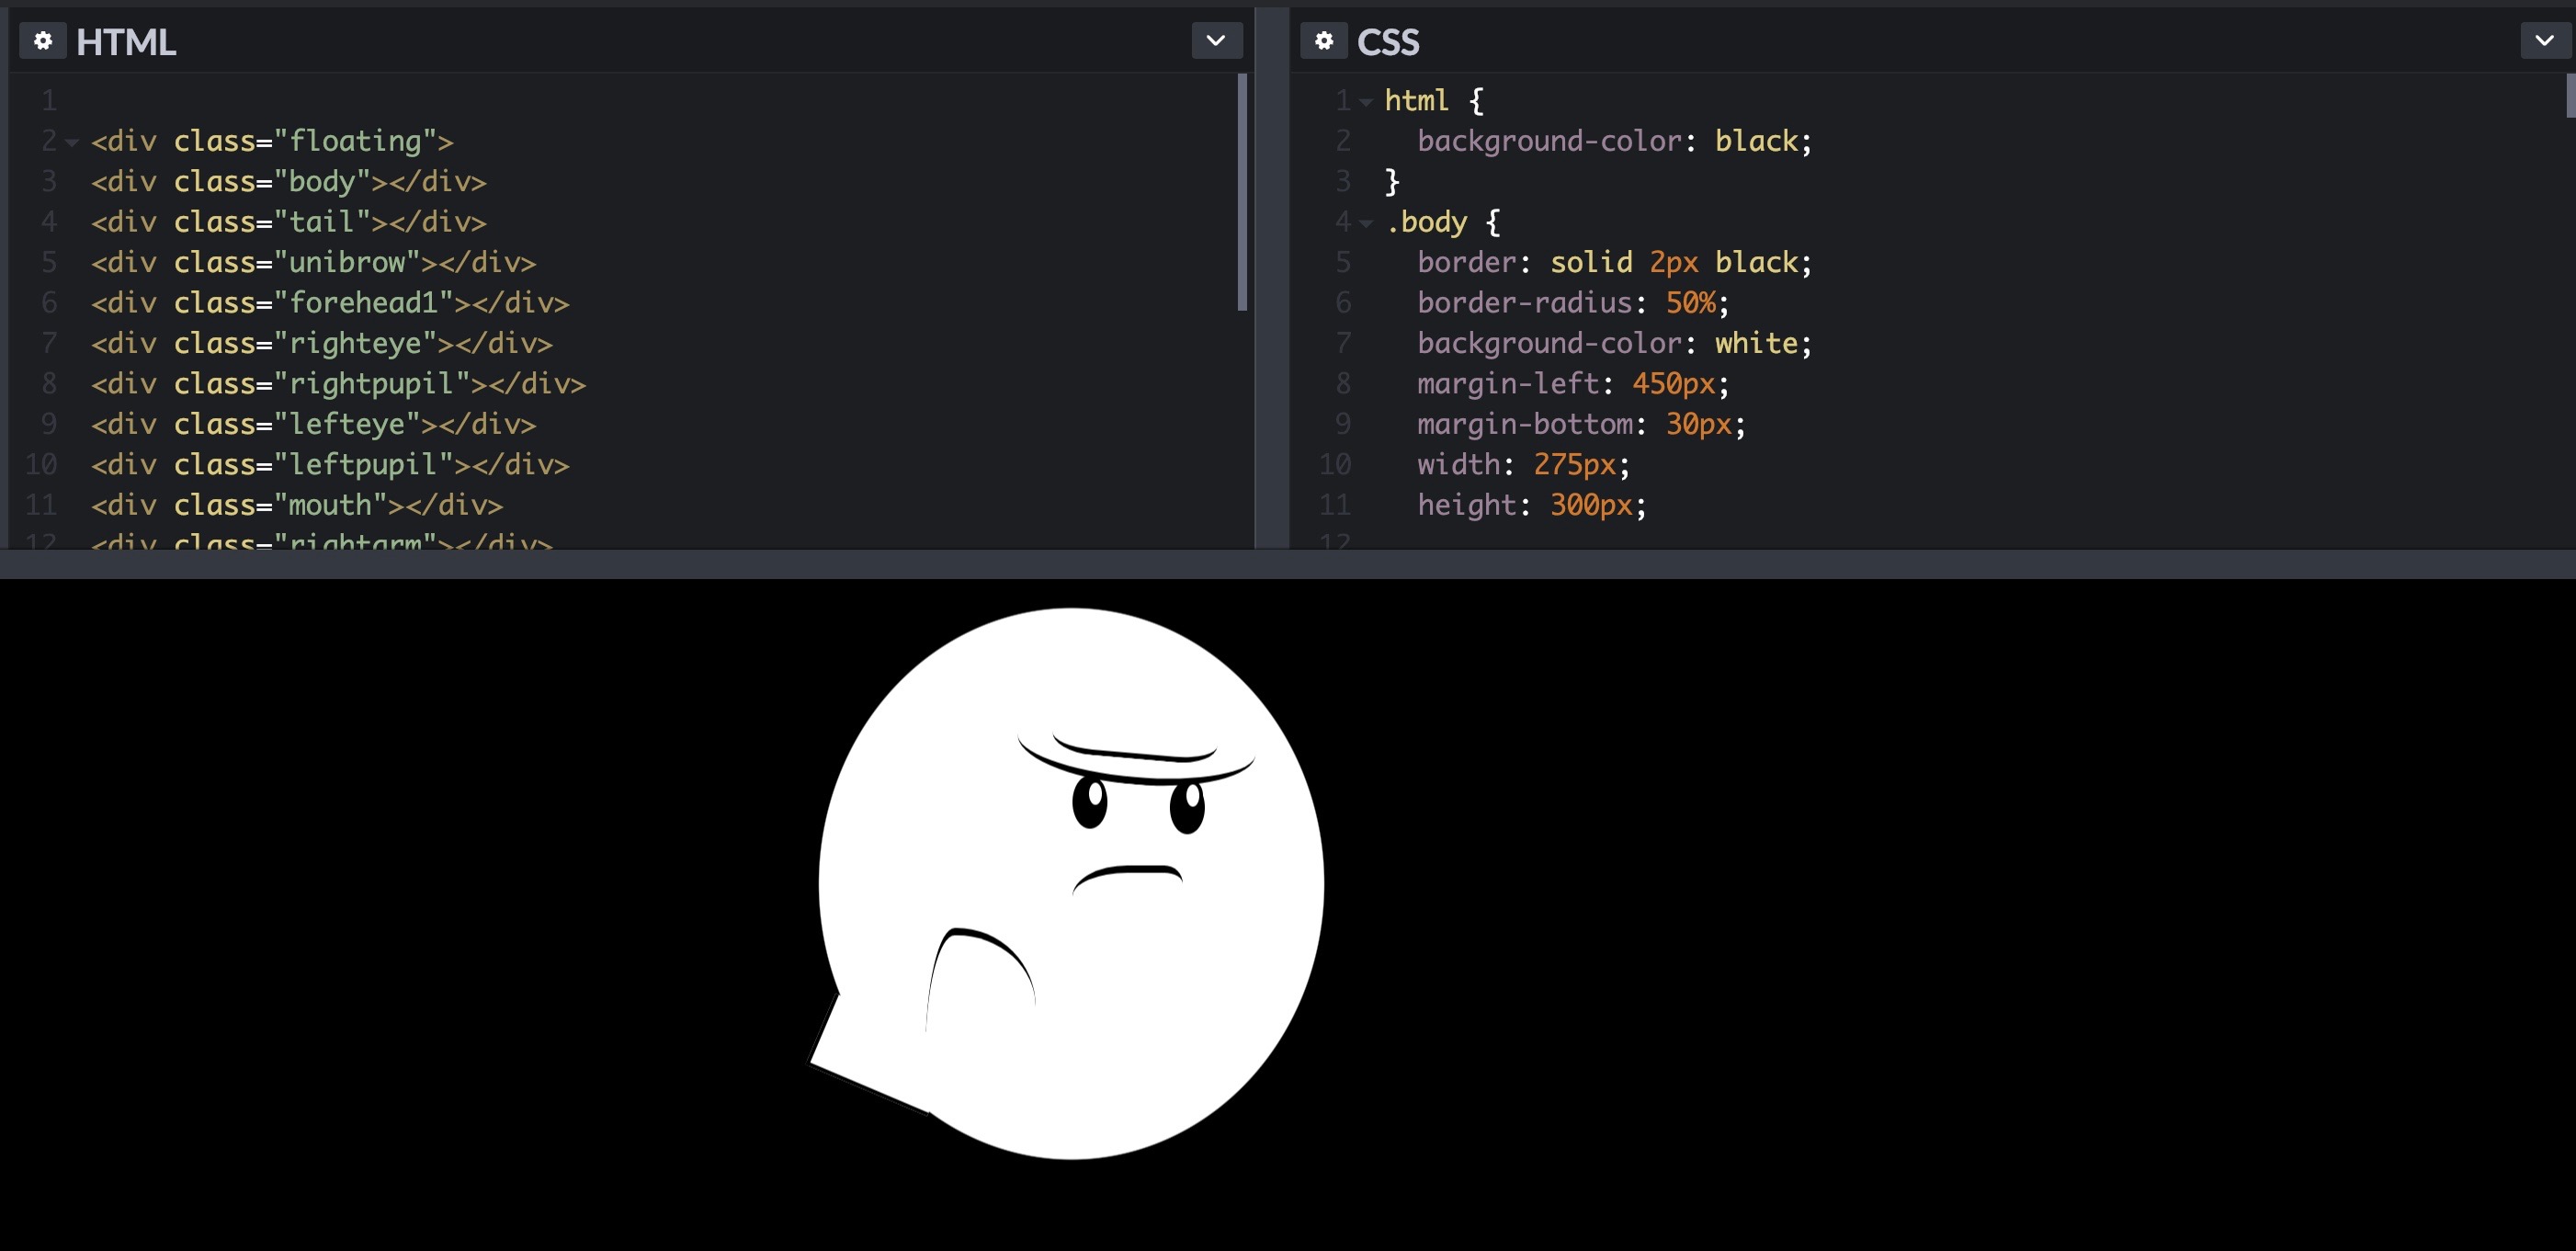 HTML
1
2 <div class="floating">
3 <div class="body"></div>
4 <div class="tail"></div>
5 <div class="unibrow"></div>
6 <div class="forehead1"></div>
7 <div class="righteye"></div>
8 <div class="rightpupil"></div>
9 <div class="lefteye"></div>
10 <div class="leftpupil"></div>
11 <div class="mouth"></div>
12 <div class="rightarm"></div>
CSS
1 html {
2 background-color: black;
3 }
4 .body {
5 border: solid 2px black;
6 border-radius: 50%;
7 background-color: white;
8 margin-left: 450px;
9 margin-bottom: 30px;
10 width: 275px;
11 height: 300px;
12